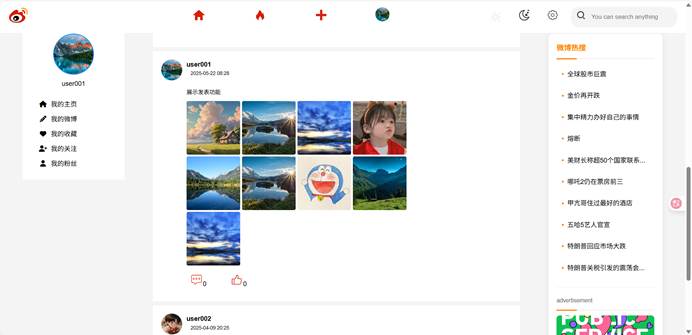 You can search anything
user001
我的主页
我的微博
我的收藏
我的关注
我的粉丝
user001
2025-05-22 08:28
展示发表功能
0
0
user002
2025-04-09 20:25
微博热搜
全球股市巨震
金价再开跌
集中精力办好自己的事情
熔断
美财长称超50个国家联系...
哪吒2仍在票房前三
甲亢哥住过最好的酒店
五哈5艺人官宣
特朗普回应市场大跌
特朗普关税引发的震荡会...
advertisement
PUBLIC
SERVICE